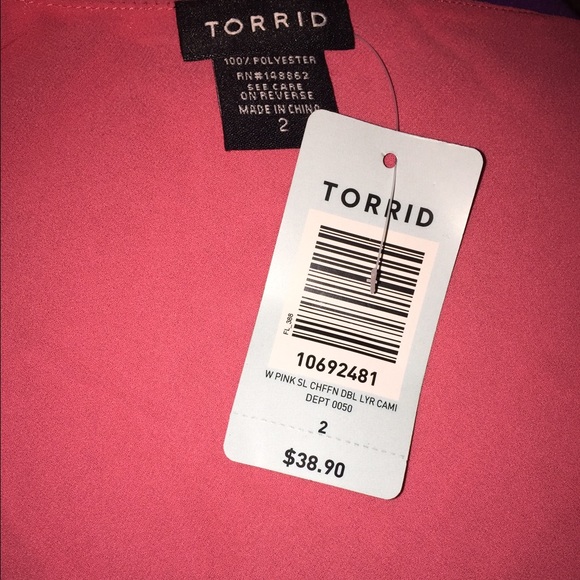 TORRID
100% POLYESTER
RN#148862
SEE CARE
ON REVERSE
MADE IN CHINA
2
TORRID
FL_388
10692481
W PINK SL CHFFN DBL LYR CAMI
DEPT 0050
2
$38.90